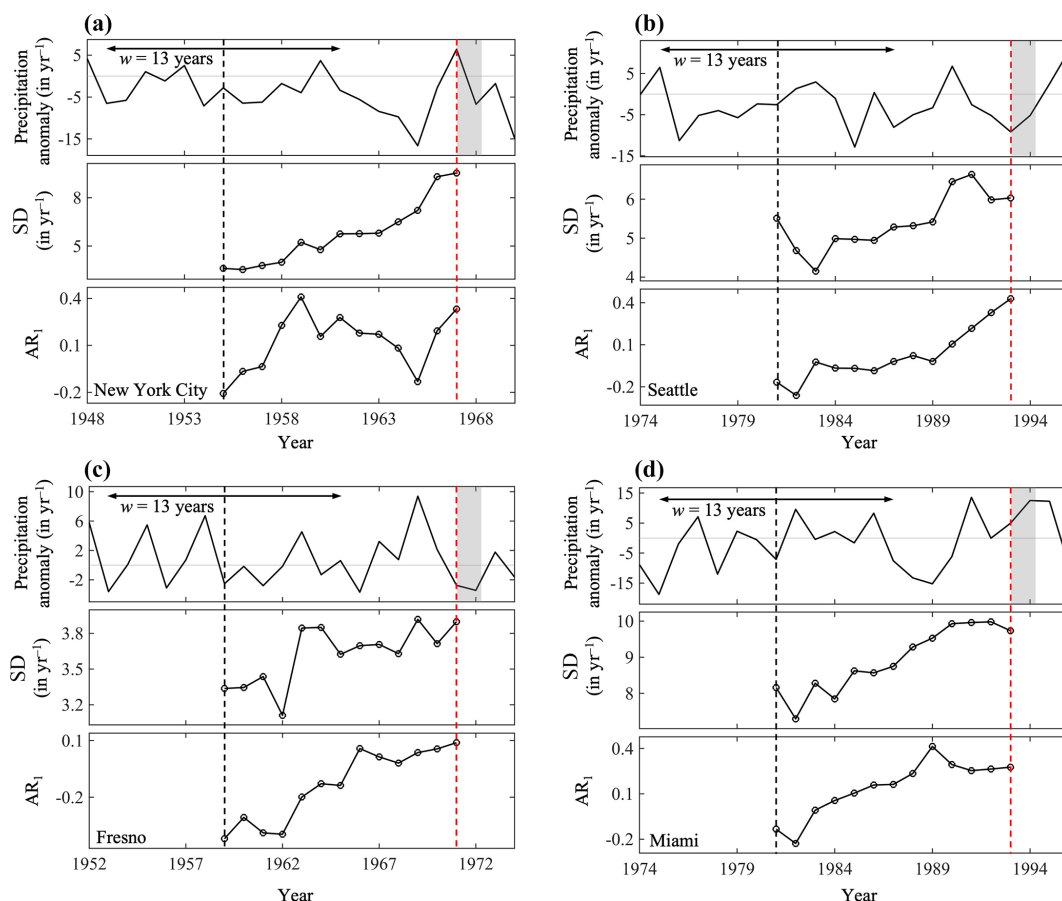 (a)
Precipitation
anomaly (in yr⁻¹)
5
-5
-15
w = 13 years
SD
(in yr⁻¹)
8
5
AR₁
0.4
0.1
-0.2
New York City
1948 1953 1958 1963 1968
Year
(b)
Precipitation
anomaly (in yr⁻¹)
5
-5
-15
w = 13 years
SD
(in yr⁻¹)
6
5
4
AR₁
0.4
0.1
-0.2
Seattle
1974 1979 1984 1989 1994
Year
(c)
Precipitation
anomaly (in yr⁻¹)
10
6
2
-2
w = 13 years
SD
(in yr⁻¹)
3.8
3.5
3.2
AR₁
0.1
-0.2
Fresno
1952 1957 1962 1967 1972
Year
(d)
Precipitation
anomaly (in yr⁻¹)
15
5
-5
-15
w = 13 years
SD
(in yr⁻¹)
10
9
8
AR₁
0.4
0.1
-0.2
Miami
1974 1979 1984 1989 1994
Year